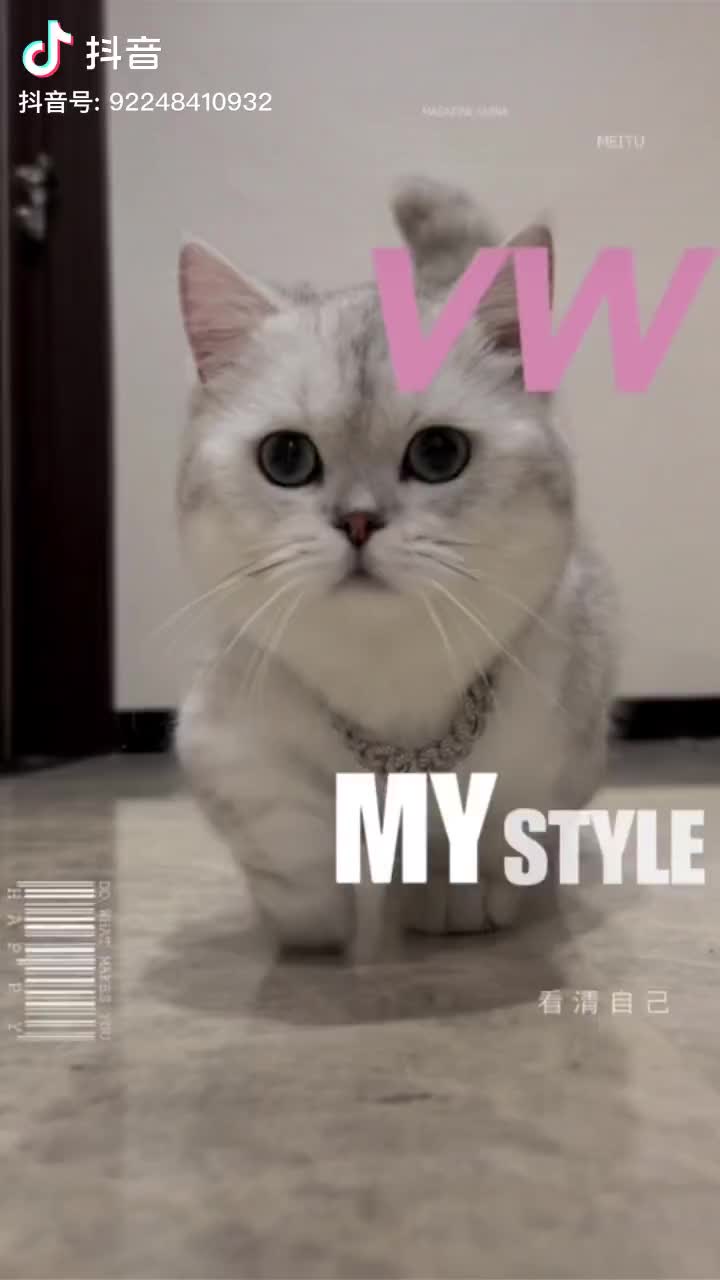 抖音
抖音号: 92248410932
MAGAZINE CHINA
MEITU
VW
MY STYLE
DO WHAT MAKES YOU
HAPPY
看清自己